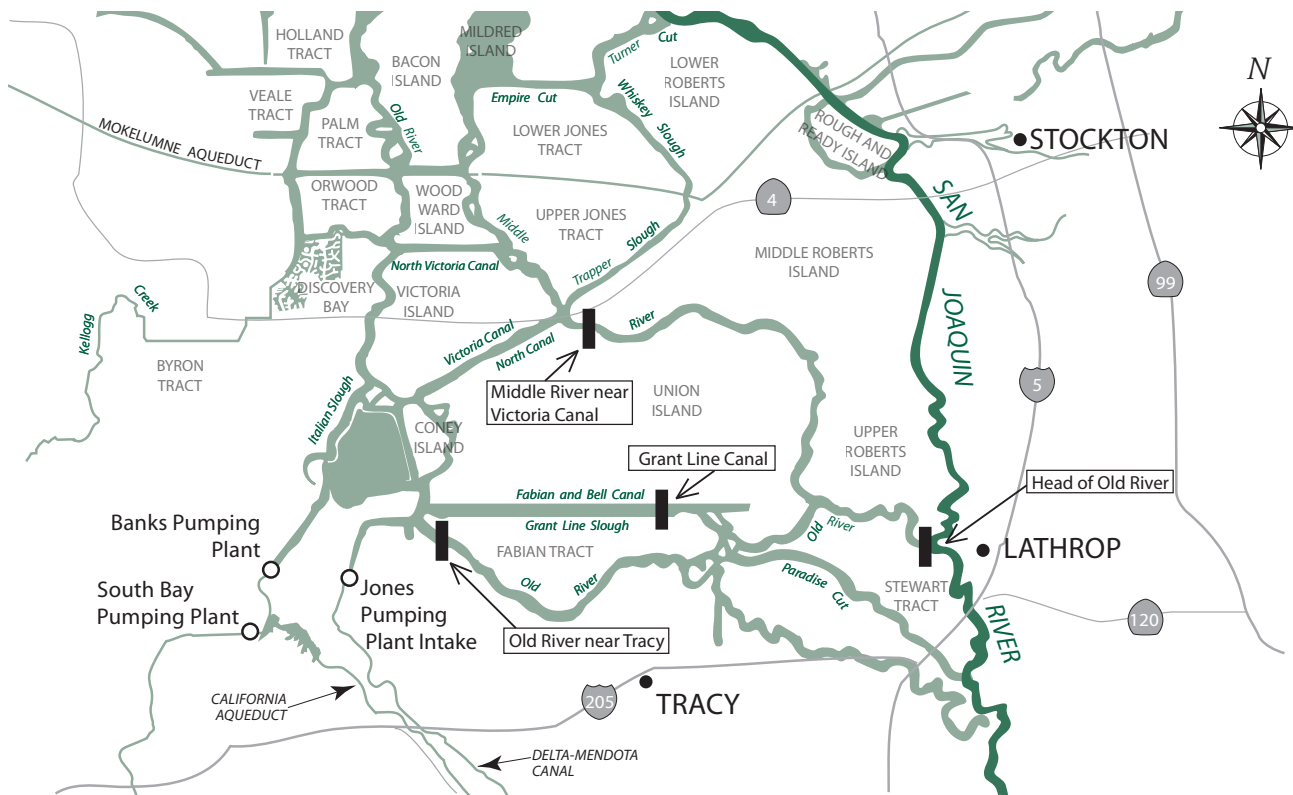 HOLLAND
TRACT
MILDRED
ISLAND
BACON
ISLAND
Turner Cut
LOWER
ROBERTS
ISLAND
N
VEALE
TRACT
PALM
TRACT
Old River
Empire Cut
Whiskey Slough
LOWER JONES
TRACT
ROUGH AND
READY ISLAND
STOCKTON
MOKELUMNE AQUEDUCT
ORWOOD
TRACT
WOOD
WARD
ISLAND
Middle
UPPER JONES
TRACT
4
SAN
Trapper Slough
MIDDLE ROBERTS
ISLAND
North Victoria Canal
DISCOVERY
BAY
VICTORIA
ISLAND
99
Kellogg Creek
JOAQUIN
BYRON
TRACT
Victoria Canal
North Canal
River
5
Middle River near
Victoria Canal
UNION
ISLAND
Italian Slough
CONEY
ISLAND
UPPER
ROBERTS
ISLAND
Grant Line Canal
Head of Old River
Fabian and Bell Canal
Grant Line Slough
Banks Pumping
Plant
FABIAN TRACT
Old River
LATHROP
South Bay
Pumping Plant
Jones
Pumping
Plant Intake
Old River
Paradise Cut
STEWART
TRACT
RIVER
120
Old River near Tracy
CALIFORNIA
AQUEDUCT
205
TRACY
DELTA-MENDOTA
CANAL